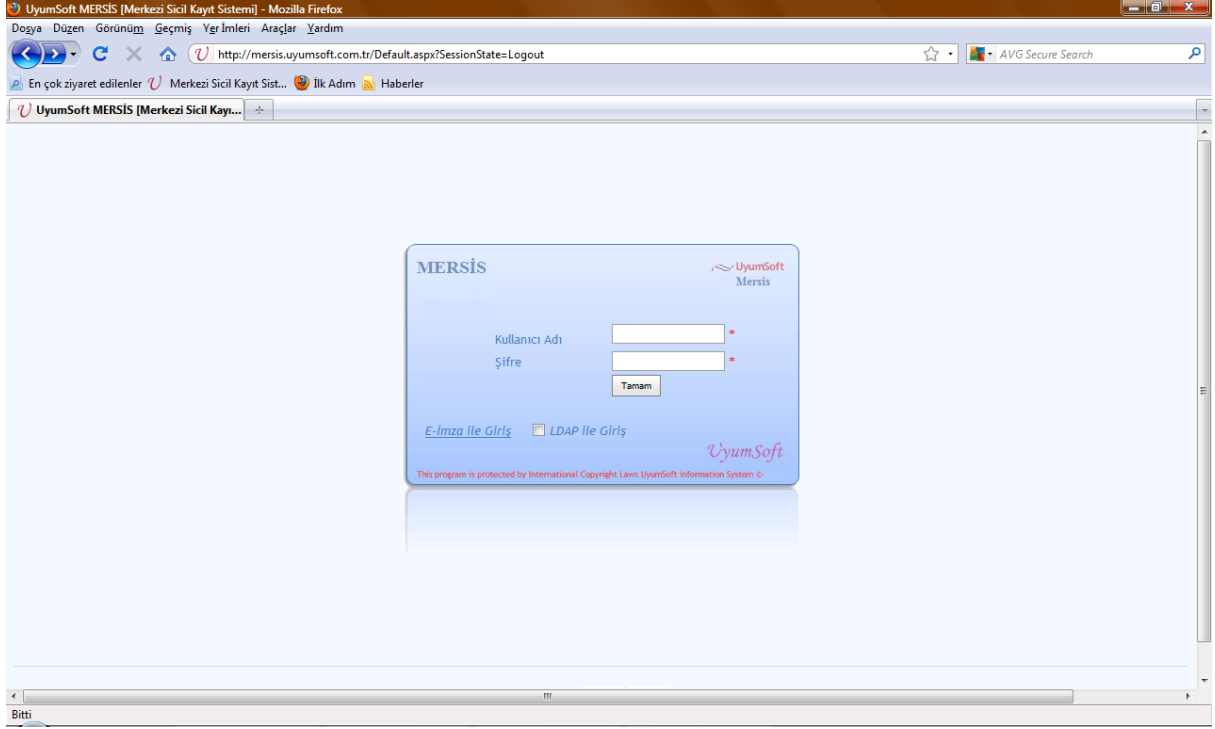 UyumSoft MERSİS [Merkezi Sicil Kayıt Sistemi] - Mozilla Firefox
Dosya Düzen Görünüm Geçmiş Yer İmleri Araçlar Yardım
http://mersis.uyumsoft.com.tr/Default.aspx?SessionState=Logout AVG Secure Search
En çok ziyaret edilenler Merkezi Sicil Kayıt Sist... İlk Adım Haberler
UyumSoft MERSİS [Merkezi Sicil Kayı...
MERSİS UyumSoft
Mersis
Kullanıcı Adı *
Şifre *
Tamam
E-İmza ile Giriş LDAP ile Giriş
UyumSoft
This program is protected by International Copyright Laws UyumSoft Information System ©
Bitti